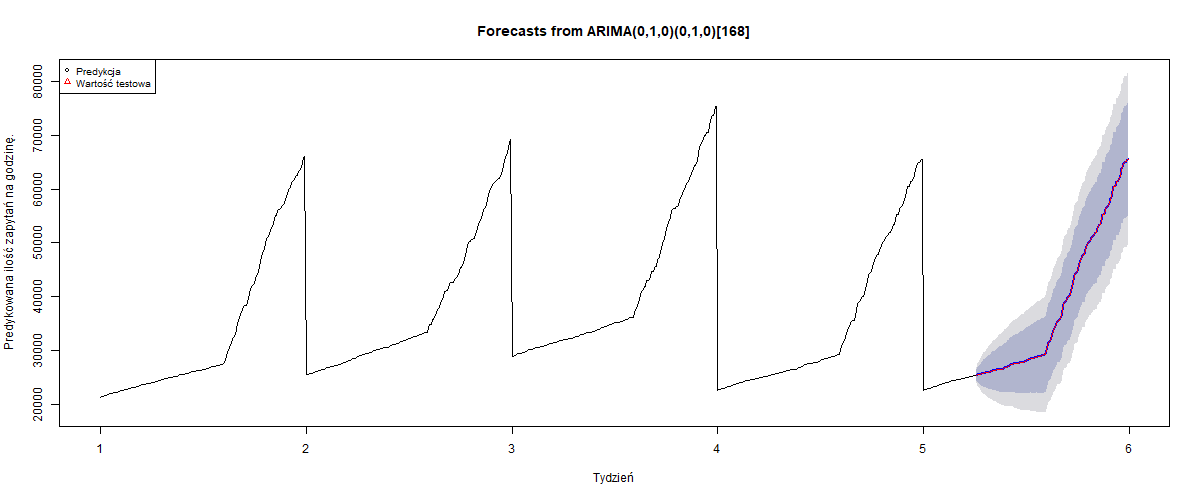 Forecasts from ARIMA(0,1,0)(0,1,0)[168]
Predykcja
Wartość testowa
Predykowana ilość zapytań na godzinę.
80000
70000
60000
50000
40000
30000
20000
1 2 3 4 5 6
Tydzień